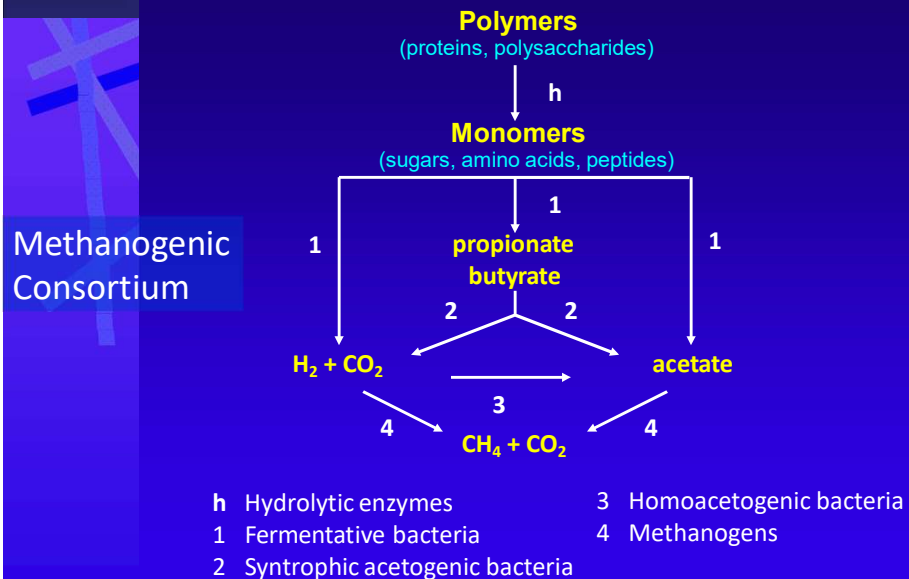 Polymers
(proteins, polysaccharides)
h
Monomers
(sugars, amino acids, peptides)
1
1
1
propionate
butyrate
Methanogenic
Consortium
2
2
H₂ + CO₂
acetate
3
4
4
CH₄ + CO₂
h Hydrolytic enzymes
1 Fermentative bacteria
2 Syntrophic acetogenic bacteria
3 Homoacetogenic bacteria
4 Methanogens